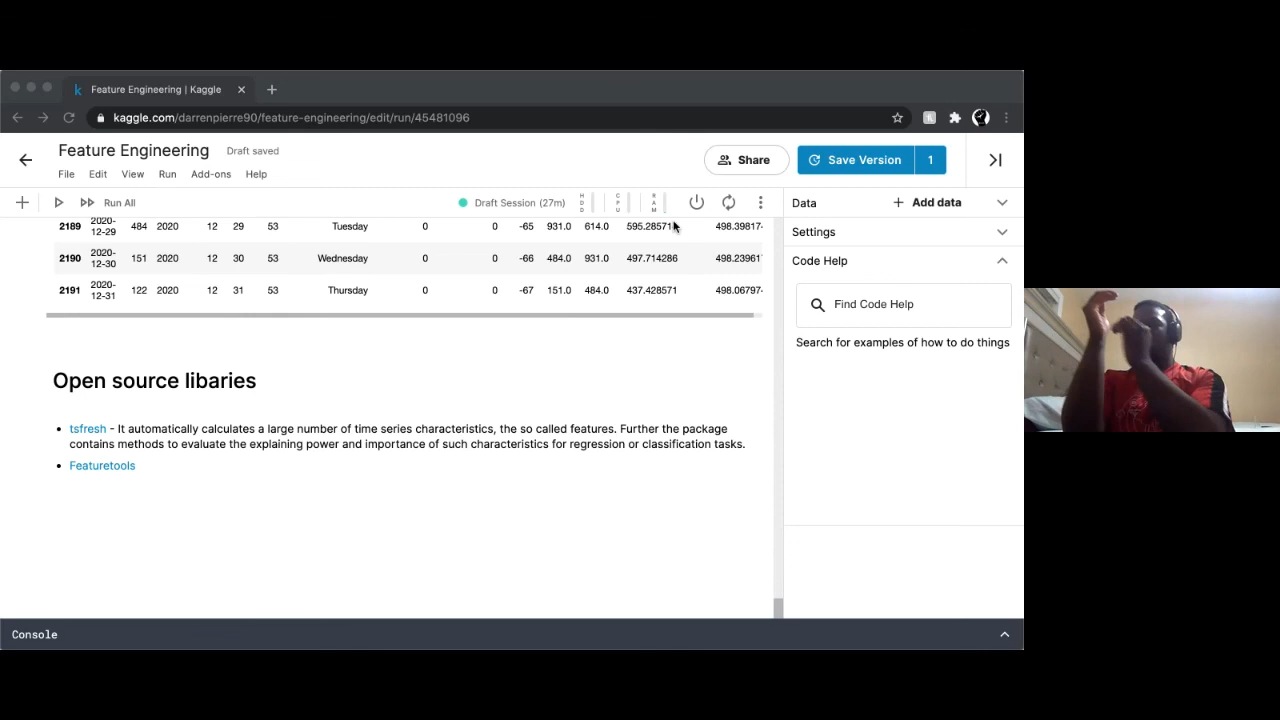 Feature Engineering | Kaggle
kaggle.com/darrenpierre90/feature-engineering/edit/run/45481096
Feature Engineering Draft saved
File Edit View Run Add-ons Help
Share
Save Version 1
Run All
Draft Session (27m)
HDD
CPU
RAM
2189 2020-12-29 484 2020 12 29 53 Tuesday 0 0 -65 931.0 614.0 498.39817
2190 2020-12-30 151 2020 12 30 53 Wednesday 0 0 -66 484.0 931.0 497.714286 498.23961
2191 2020-12-31 122 2020 12 31 53 Thursday 0 0 -67 151.0 484.0 437.428571 498.06797
Open source libaries
• tsfresh - It automatically calculates a large number of time series characteristics, the so called features. Further the package
contains methods to evaluate the explaining power and importance of such characteristics for regression or classification tasks.
• Featuretools
Data
+ Add data
Settings
Code Help
Find Code Help
Search for examples of how to do things
Console